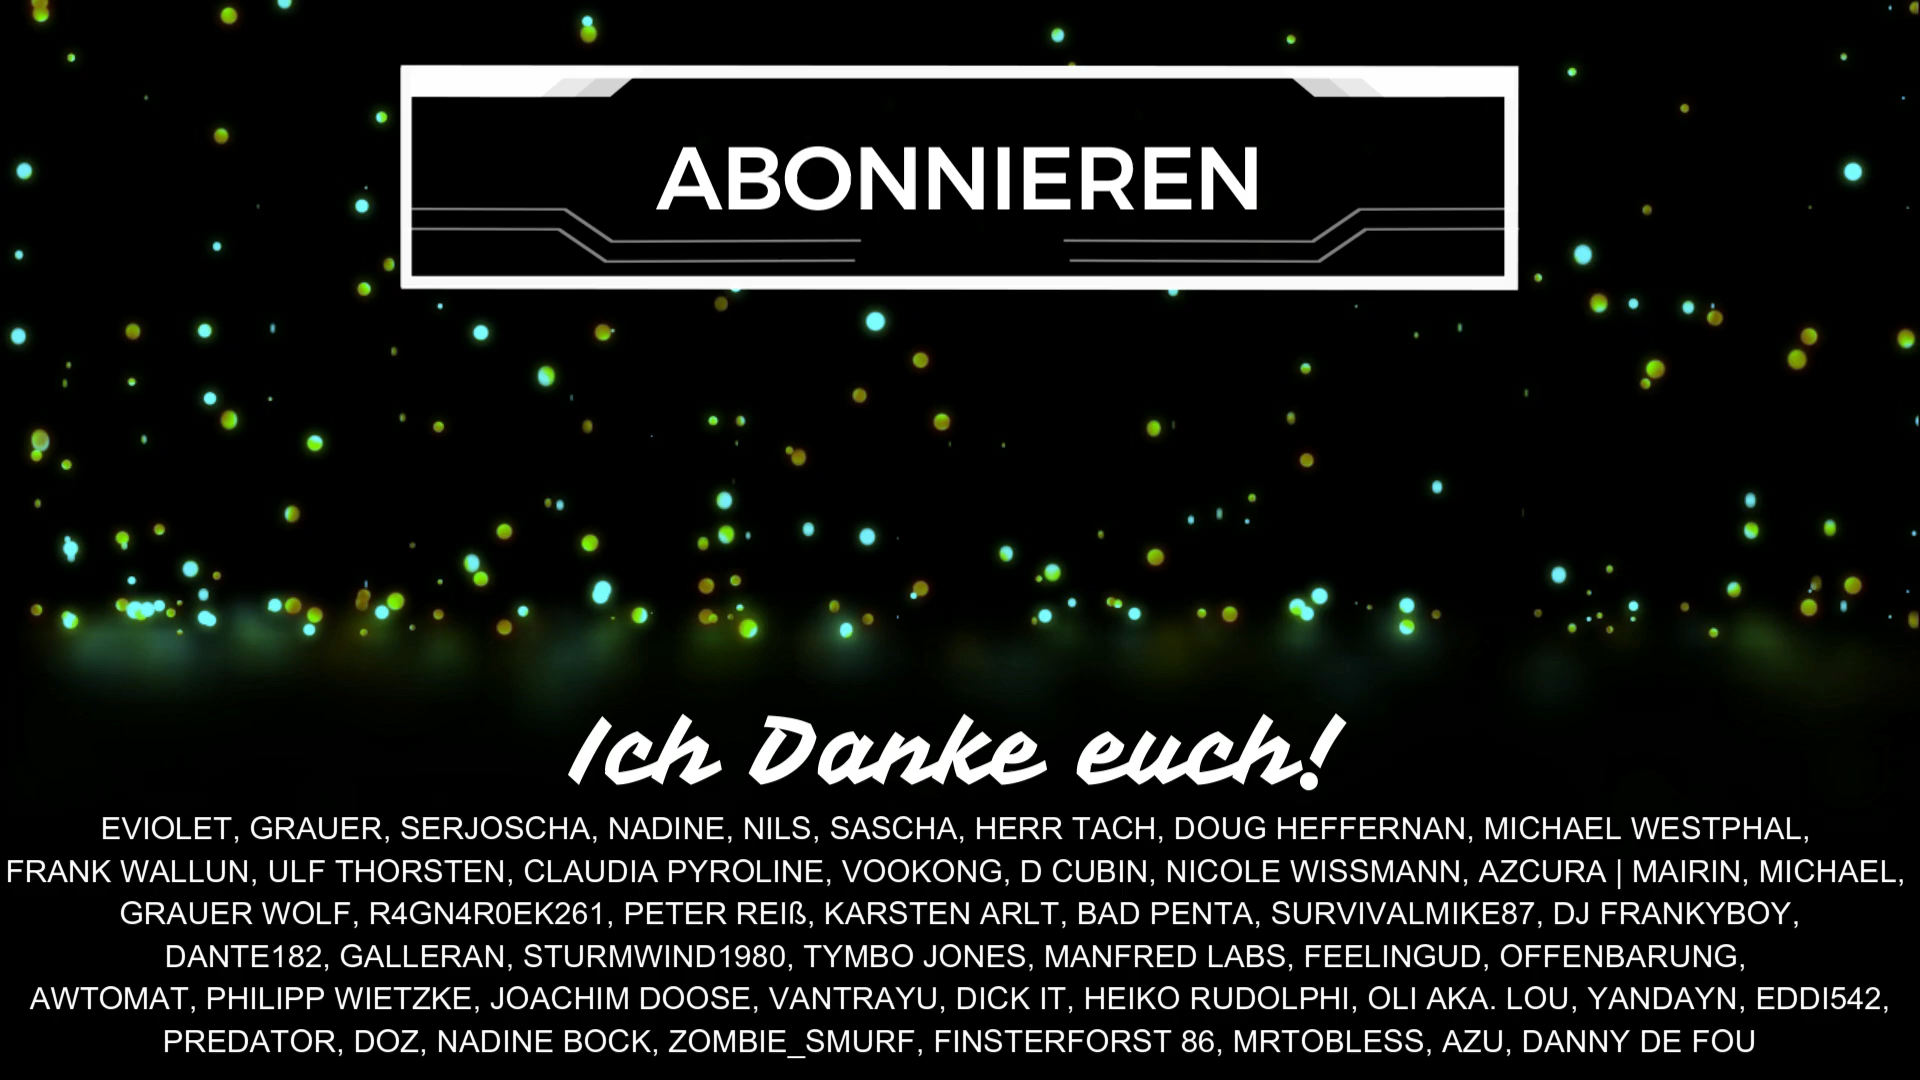 ABONNIEREN
Ich Danke euch!
EVIOLET, GRAUER, SERJOSCHA, NADINE, NILS, SASCHA, HERR TACH, DOUG HEFFERNAN, MICHAEL WESTPHAL,
FRANK WALLUN, ULF THORSTEN, CLAUDIA PYROLINE, VOOKONG, D CUBIN, NICOLE WISSMANN, AZCURA | MAIRIN, MICHAEL,
GRAUER WOLF, R4GN4R0EK261, PETER REIß, KARSTEN ARLT, BAD PENTA, SURVIVALMIKE87, DJ FRANKYBOY,
DANTE182, GALLERAN, STURMWIND1980, TYMBO JONES, MANFRED LABS, FEELINGUD, OFFENBARUNG,
AWTOMAT, PHILIPP WIETZKE, JOACHIM DOOSE, VANTRAYU, DICK IT, HEIKO RUDOLPHI, OLI AKA. LOU, YANDAYN, EDDI542,
PREDATOR, DOZ, NADINE BOCK, ZOMBIE_SMURF, FINSTERFORST 86, MRTOBLESS, AZU, DANNY DE FOU